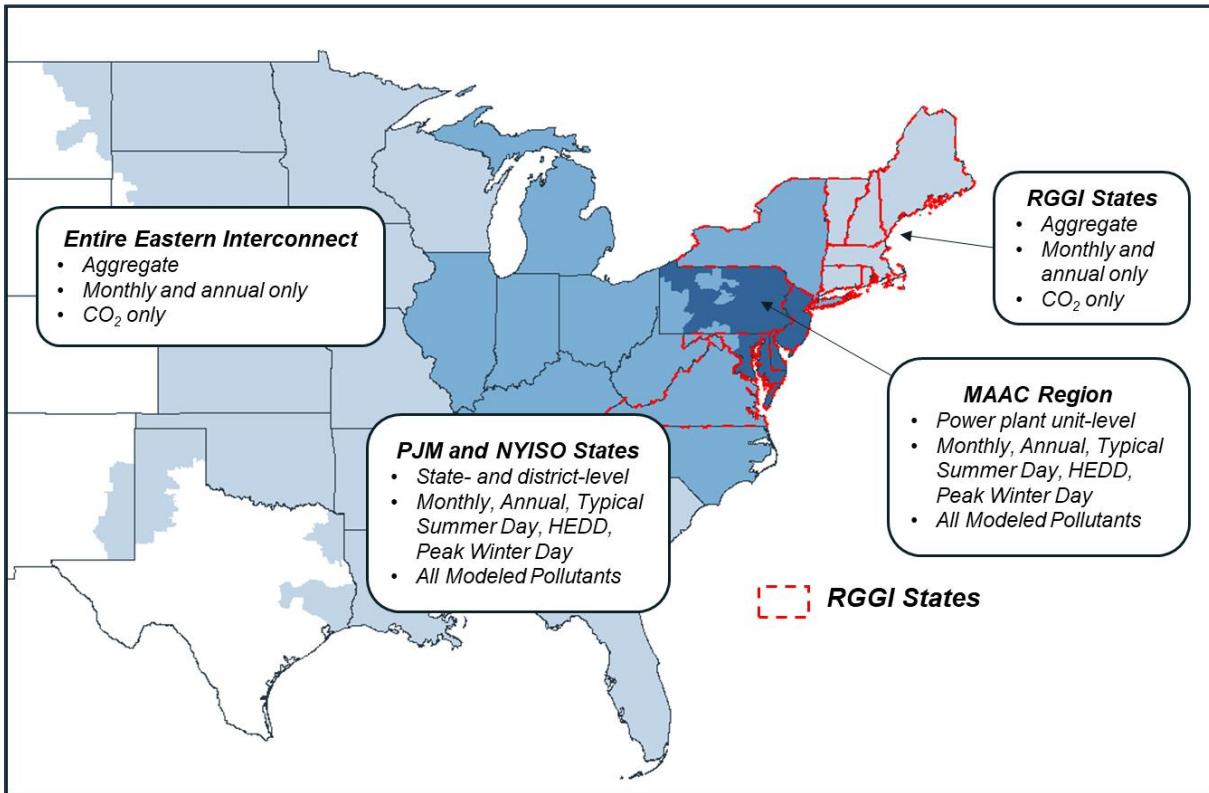 Entire Eastern Interconnect
• Aggregate
• Monthly and annual only
• CO₂ only
RGGI States
• Aggregate
• Monthly and
annual only
• CO₂ only
MAAC Region
• Power plant unit-level
• Monthly, Annual, Typical
Summer Day, HEDD,
Peak Winter Day
• All Modeled Pollutants
PJM and NYISO States
• State- and district-level
• Monthly, Annual, Typical
Summer Day, HEDD,
Peak Winter Day
• All Modeled Pollutants
RGGI States